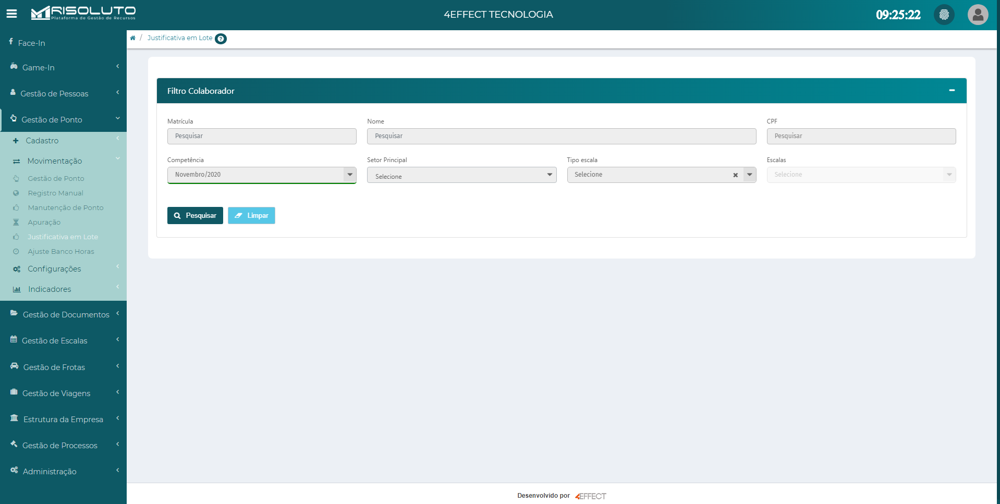 RISOLUTO
Plataforma de Gestão de Recursos
4EFFECT TECNOLOGIA
09:25:22
Face-In
Game-In
Gestão de Pessoas
Gestão de Ponto
Cadastro
Movimentação
Gestão de Ponto
Registro Manual
Manutenção de Ponto
Apuração
Justificativa em Lote
Ajuste Banco Horas
Configurações
Indicadores
Gestão de Documentos
Gestão de Escalas
Gestão de Frotas
Gestão de Viagens
Estrutura da Empresa
Gestão de Processos
Administração
/ Justificativa em Lote ?
Filtro Colaborador
Matrícula
Pesquisar
Nome
Pesquisar
CPF
Pesquisar
Competência
Novembro/2020
Setor Principal
Selecione
Tipo escala
Selecione
Escalas
Selecione
Pesquisar
Limpar
Desenvolvido por 4EFFECT